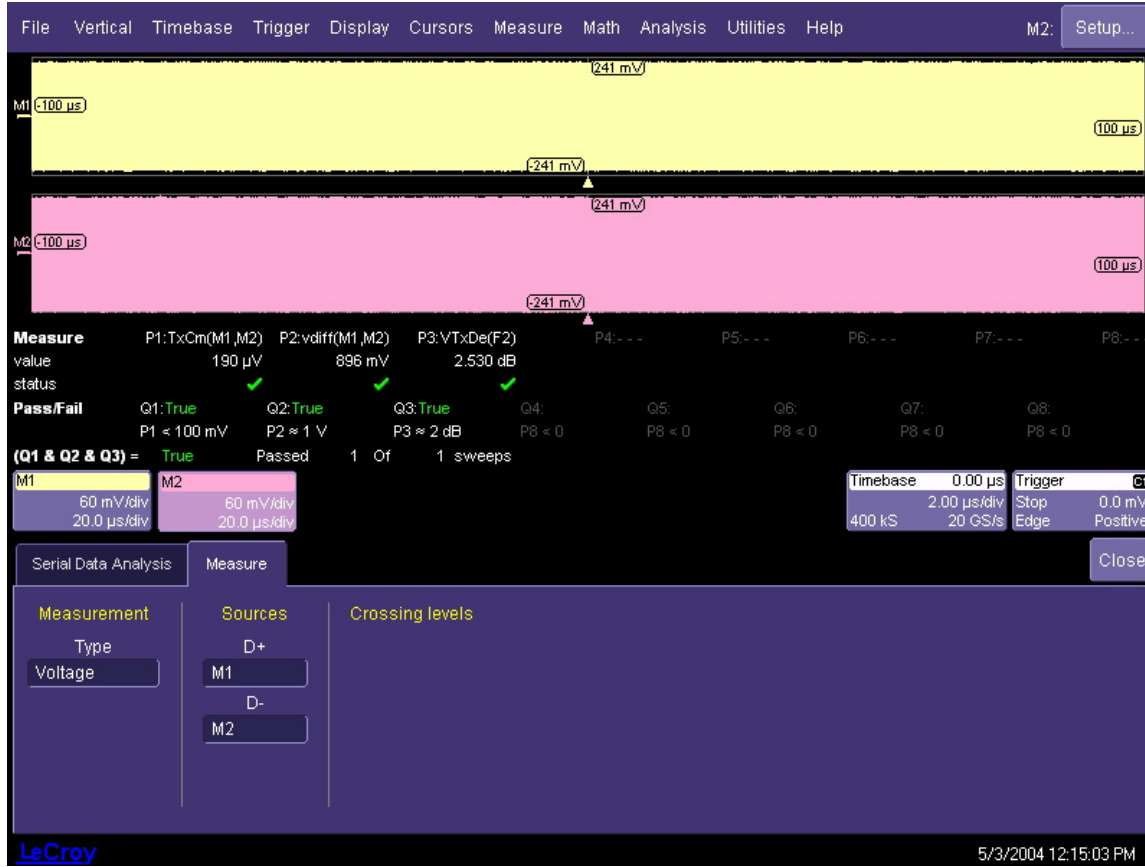 File Vertical Timebase Trigger Display Cursors Measure Math Analysis Utilities Help M2: Setup...
241 mV
M1 -100 µs
100 µs
-241 mV
241 mV
M2 -100 µs
100 µs
-241 mV
Measure P1:TxCm(M1,M2) P2:vdiff(M1,M2) P3:VTxDe(F2) P4:- - - P5:- - - P6:- - - P7:- - - P8:- -
value 190 µV 896 mV 2.530 dB
status
Pass/Fail Q1:True Q2:True Q3:True Q4: Q5: Q6: Q7: Q8:
P1 < 100 mV P2 ≈ 1 V P3 ≈ 2 dB P8 < 0 P8 < 0 P8 < 0 P8 < 0 P8 < 0
(Q1 & Q2 & Q3) = True Passed 1 Of 1 sweeps
M1 M2 Timebase 0.00 µs Trigger
60 mV/div 60 mV/div 2.00 µs/div Stop 0.0 mV
20.0 µs/div 20.0 µs/div 400 kS 20 GS/s Edge Positive
Serial Data Analysis Measure Close
Measurement Sources Crossing levels
Type D+
Voltage M1
D-
M2
LeCroy 5/3/2004 12:15:03 PM